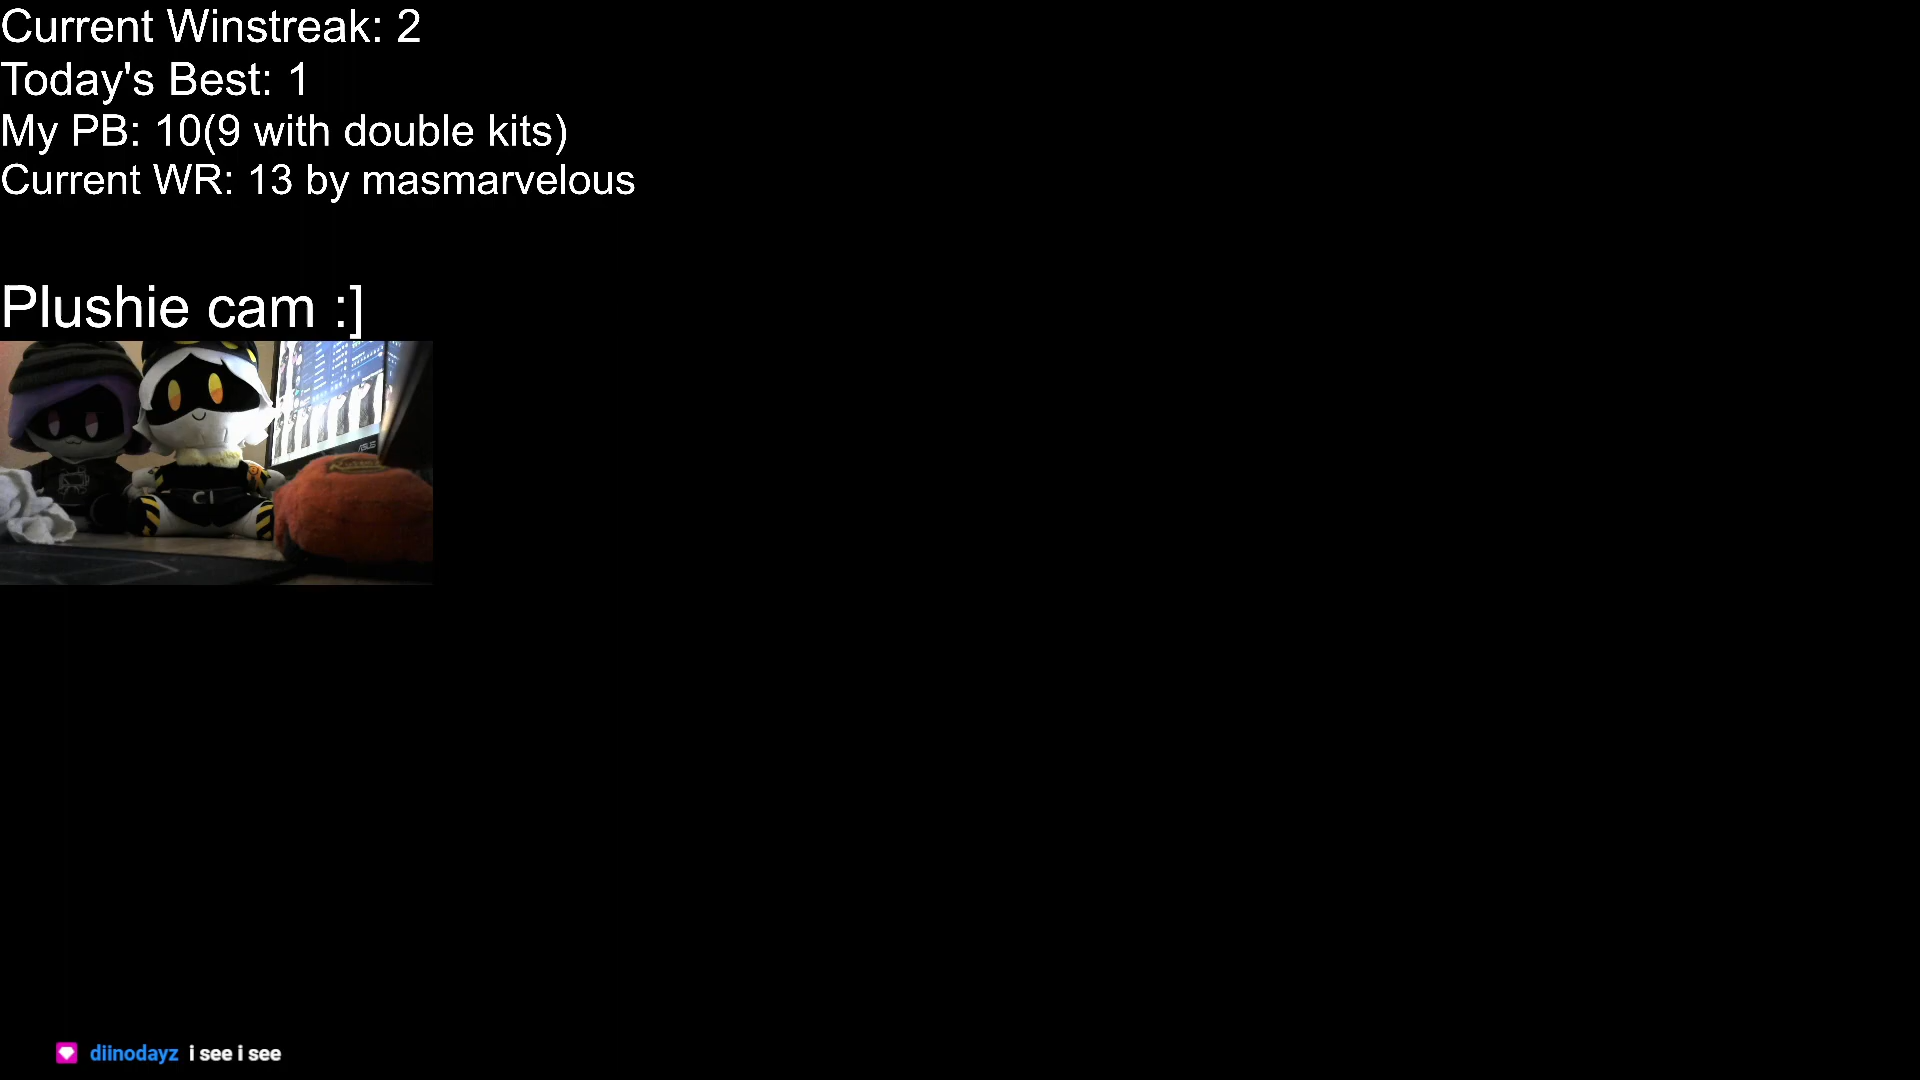 Current Winstreak: 2
Today's Best: 1
My PB: 10(9 with double kits)
Current WR: 13 by masmarvelous
Plushie cam :]
ASUS
diinodayz i see i see